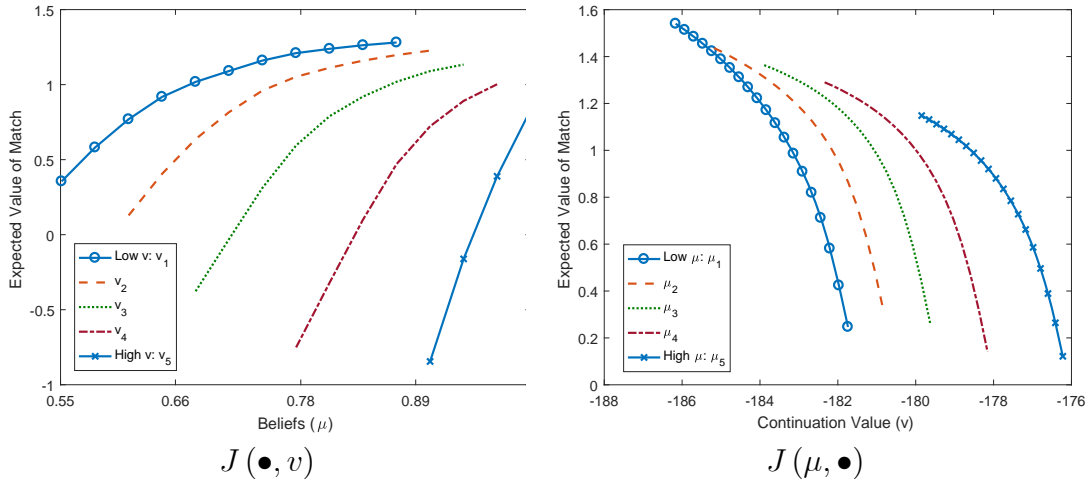 1.5
1
0.5
0
-0.5
-1
Expected Value of Match
Low v: v₁
v₂
v₃
v₄
High v: v₅
0.55 0.66 0.78 0.89
Beliefs (μ)
J (●, v)
1.6
1.4
1.2
1
0.8
0.6
0.4
0.2
0
Expected Value of Match
Low μ: μ₁
μ₂
μ₃
μ₄
High μ: μ₅
-188 -186 -184 -182 -180 -178 -176
Continuation Value (v)
J (μ, ●)